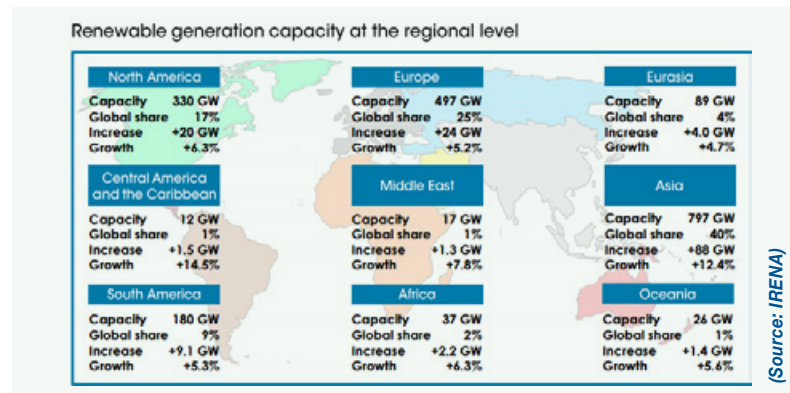 Renewable generation capacity at the regional level
North America
Capacity 330 GW
Global share 17%
Increase +20 GW
Growth +6.3%
Europe
Capacity 497 GW
Global share 25%
Increase +24 GW
Growth +5.2%
Eurasia
Capacity 89 GW
Global share 4%
Increase +4.0 GW
Growth +4.7%
Central America
and the Caribbean
Capacity 12 GW
Global share 1%
Increase +1.5 GW
Growth +14.5%
Middle East
Capacity 17 GW
Global share 1%
Increase +1.3 GW
Growth +7.8%
Asia
Capacity 797 GW
Global share 40%
Increase +88 GW
Growth +12.4%
South America
Capacity 180 GW
Global share 9%
Increase +9.1 GW
Growth +5.3%
Africa
Capacity 37 GW
Global share 2%
Increase +2.2 GW
Growth +6.3%
Oceania
Capacity 26 GW
Global share 1%
Increase +1.4 GW
Growth +5.6%
(Source: IRENA)